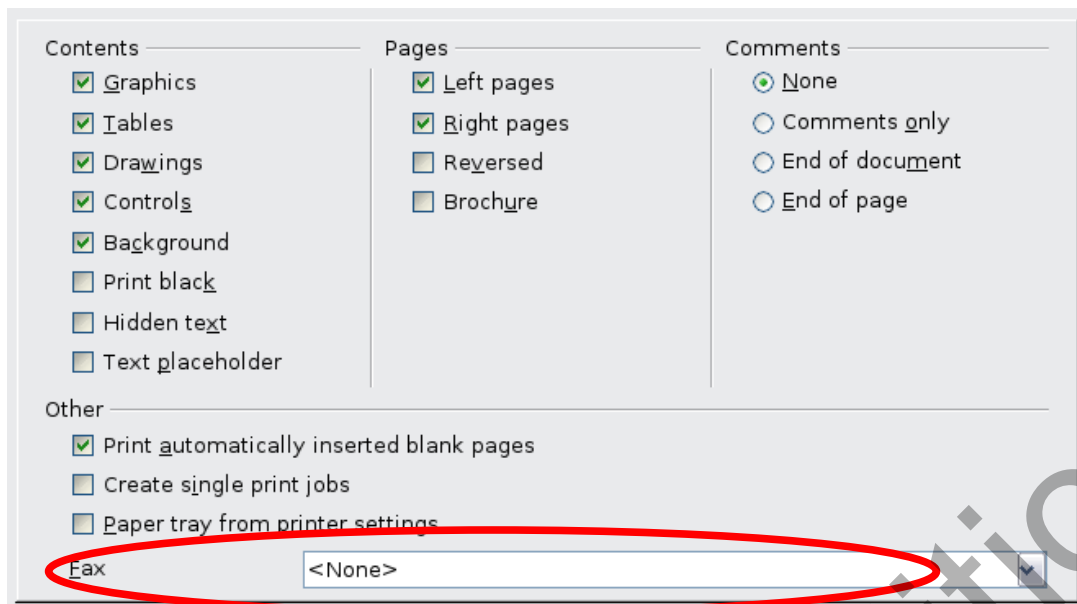 Contents
Graphics
Tables
Drawings
Controls
Background
Print black
Hidden text
Text placeholder
Pages
Left pages
Right pages
Reversed
Brochure
Comments
None
Comments only
End of document
End of page
Other
Print automatically inserted blank pages
Create single print jobs
Paper tray from printer settings
Fax <None>